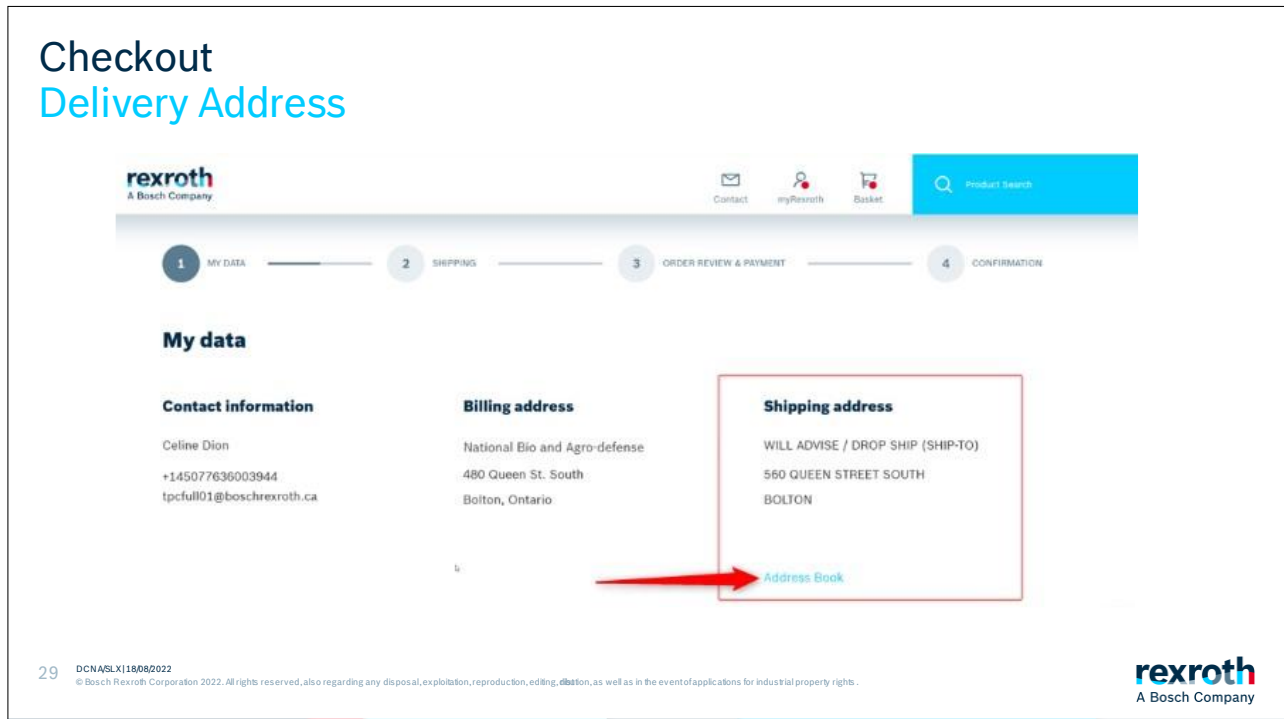 Checkout
Delivery Address
rexroth
A Bosch Company
Contact
myRexroth
Basket
Product Search
1 MY DATA
2 SHIPPING
3 ORDER REVIEW & PAYMENT
4 CONFIRMATION
My data
Contact information
Celine Dion
+145077636003944
tpcfull01@boschrexroth.ca
Billing address
National Bio and Agro-defense
480 Queen St. South
Bolton, Ontario
Shipping address
WILL ADVISE / DROP SHIP (SHIP-TO)
560 QUEEN STREET SOUTH
BOLTON
Address Book
29
DCNA/SLX | 18/08/2022
© Bosch Rexroth Corporation 2022. All rights reserved, also regarding any disposal, exploitation, reproduction, editing, as well as in the event of applications for industrial property rights.
rexroth
A Bosch Company